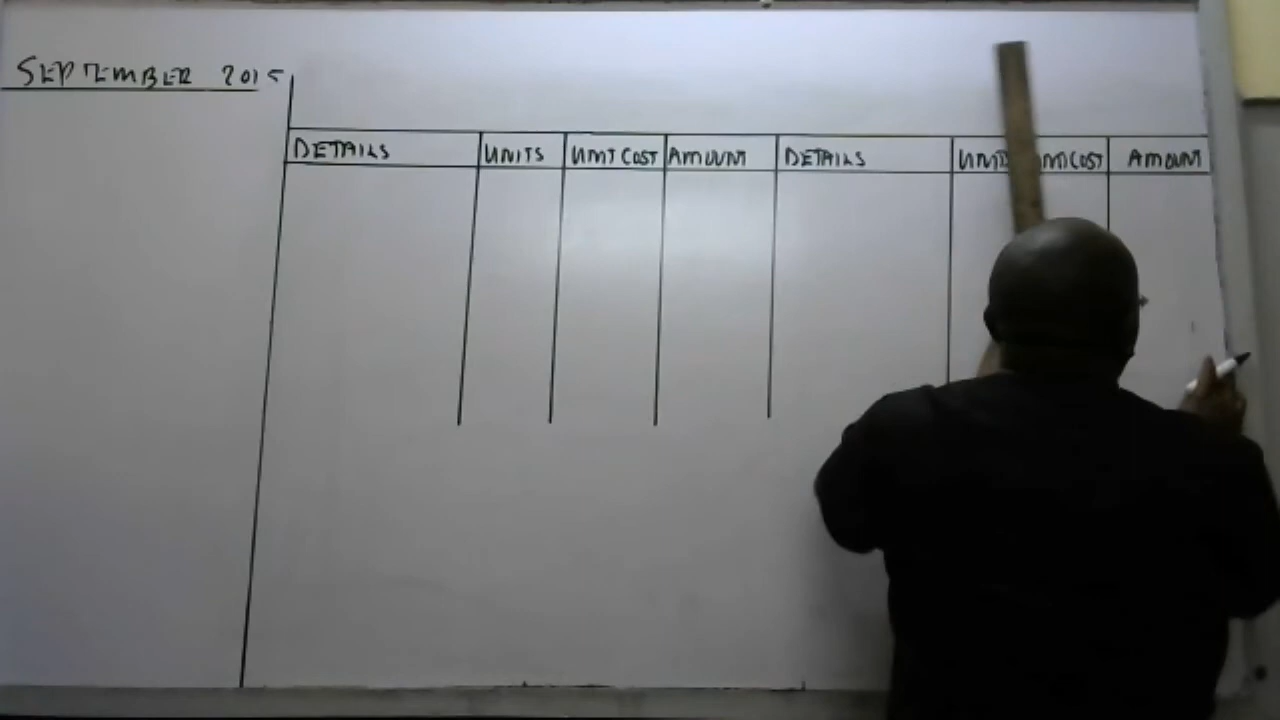 SEPTEMBER 2015
DETAILS UNITS UNIT COST AMOUNT DETAILS AMOUNT